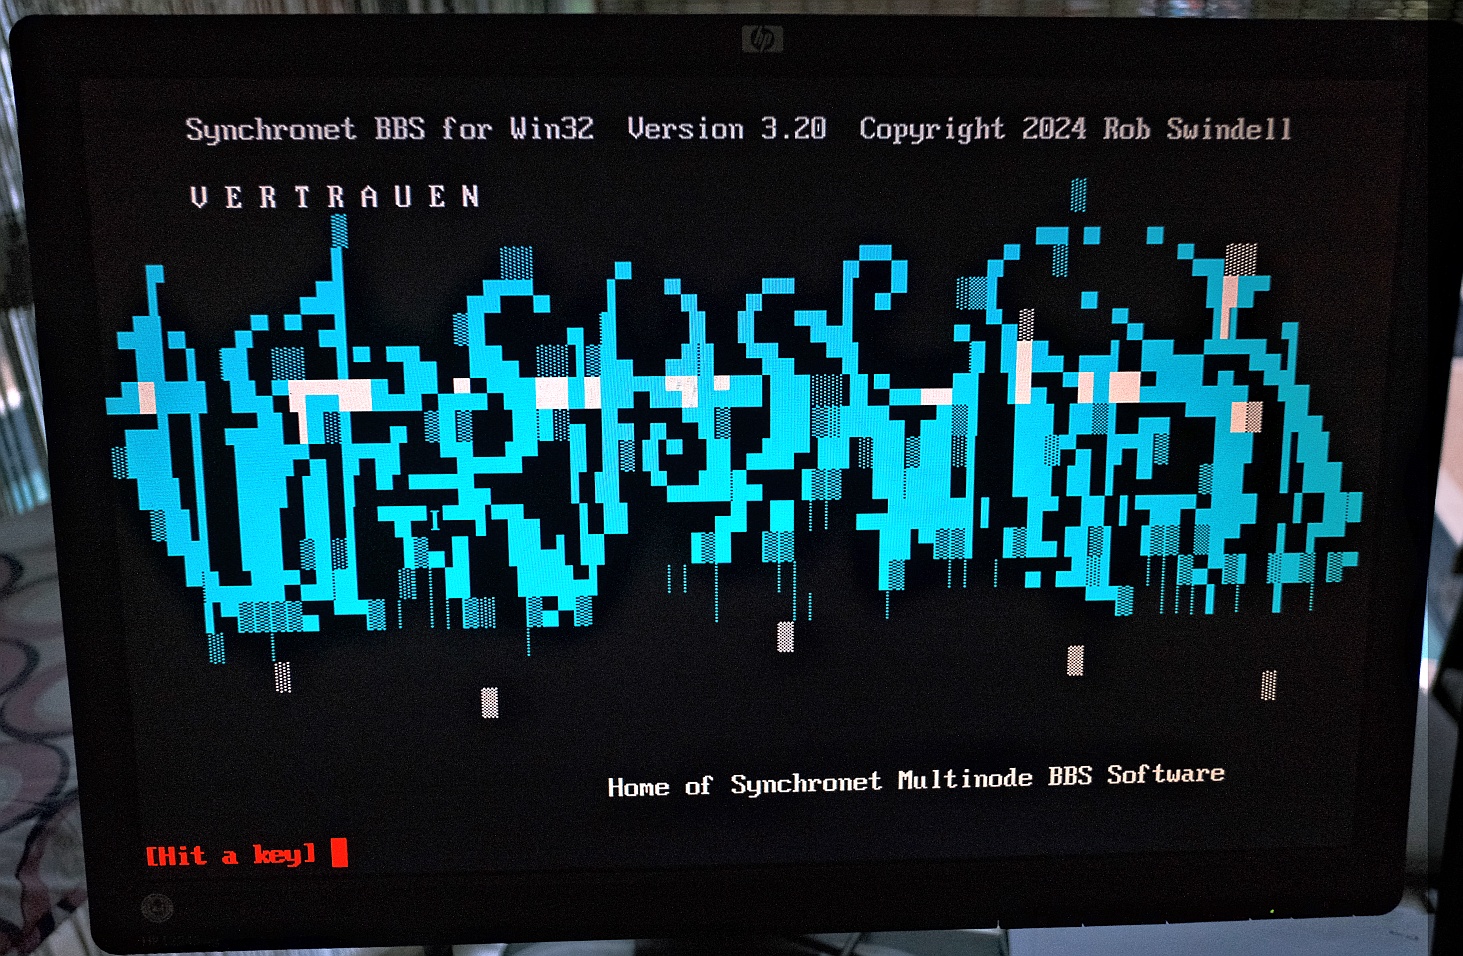 hp
Synchronet BBS for Win32  Version 3.20  Copyright 2024 Rob Swindell
V E R T R A U E N
Home of Synchronet Multinode BBS Software
[Hit a key]